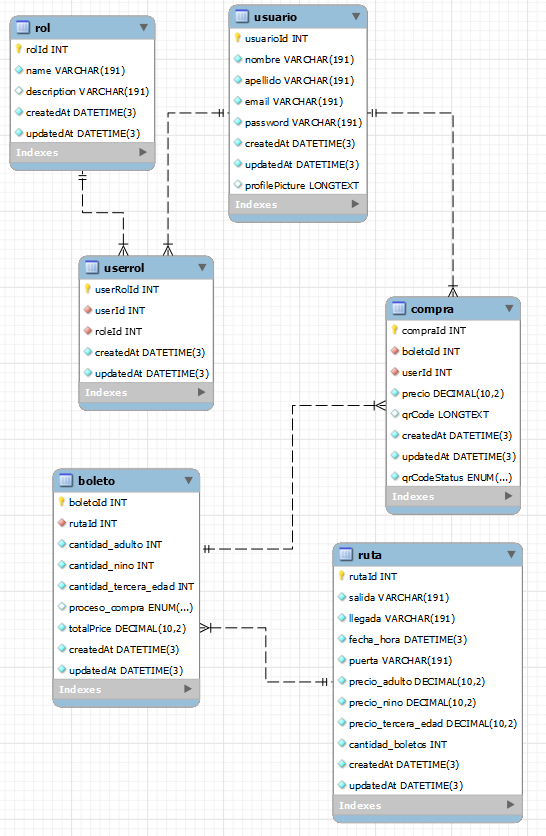 rol
rolId INT
name VARCHAR(191)
description VARCHAR(191)
createdAt DATETIME(3)
updatedAt DATETIME(3)
Indexes
usuario
usuarioId INT
nombre VARCHAR(191)
apellido VARCHAR(191)
email VARCHAR(191)
password VARCHAR(191)
createdAt DATETIME(3)
updatedAt DATETIME(3)
profilePicture LONGTEXT
Indexes
userrol
userRolId INT
userId INT
roleId INT
createdAt DATETIME(3)
updatedAt DATETIME(3)
Indexes
compra
compraId INT
boletoId INT
userId INT
precio DECIMAL(10,2)
qrCode LONGTEXT
createdAt DATETIME(3)
updatedAt DATETIME(3)
qrCodeStatus ENUM(...)
Indexes
boleto
boletoId INT
rutaId INT
cantidad_adulto INT
cantidad_nino INT
cantidad_tercera_edad INT
proceso_compra ENUM(...)
totalPrice DECIMAL(10,2)
createdAt DATETIME(3)
updatedAt DATETIME(3)
Indexes
ruta
rutaId INT
salida VARCHAR(191)
llegada VARCHAR(191)
fecha_hora DATETIME(3)
puerta VARCHAR(191)
precio_adulto DECIMAL(10,2)
precio_nino DECIMAL(10,2)
precio_tercera_edad DECIMAL(10,2)
cantidad_boletos INT
createdAt DATETIME(3)
updatedAt DATETIME(3)
Indexes